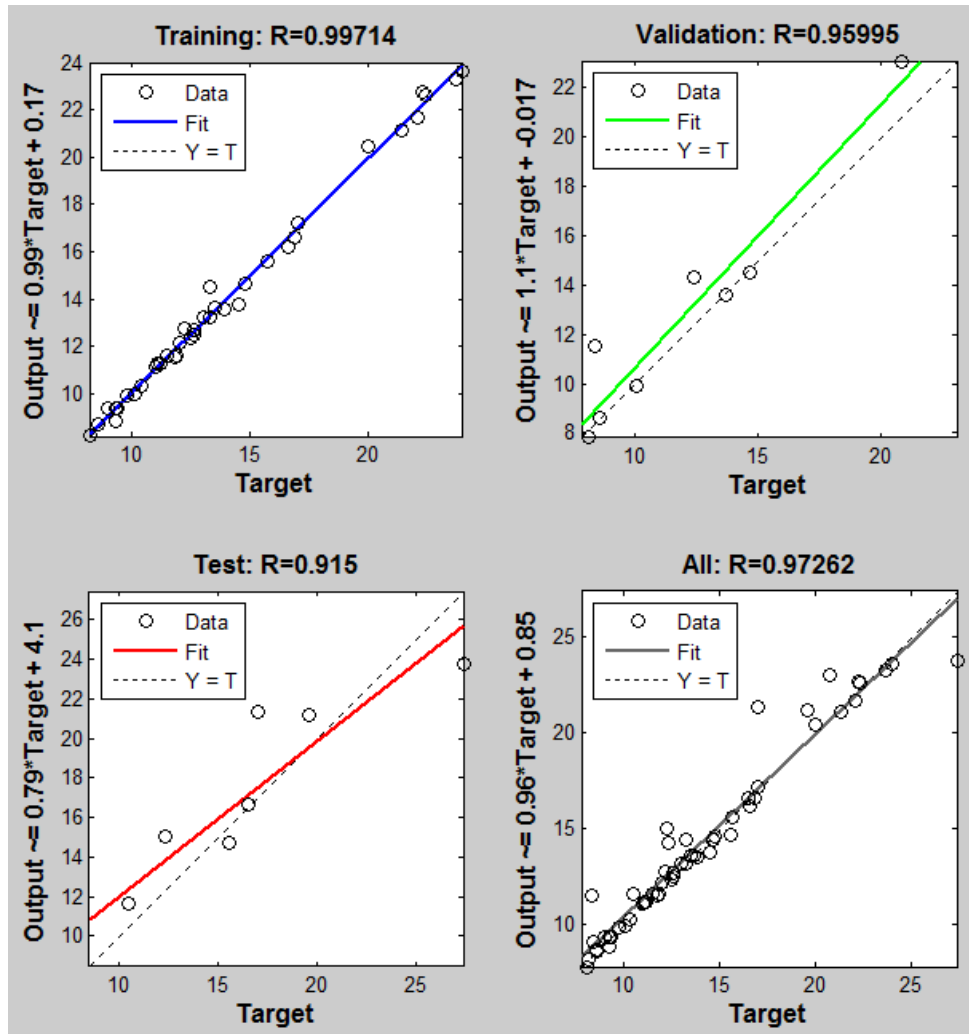 Training: R=0.99714
Output ~= 0.99*Target + 0.17
24
22
20
18
16
14
12
10
Data
Fit
Y = T
10
20
Target
Validation: R=0.95995
Output ~= 1.1*Target + -0.017
22
20
18
16
14
12
10
8
Data
Fit
Y = T
10
15
20
Target
Test: R=0.915
Output ~= 0.79*Target + 4.1
26
24
22
20
18
16
14
12
10
Data
Fit
Y = T
10
15
20
25
Target
All: R=0.97262
Output ~= 0.96*Target + 0.85
25
20
15
10
Data
Fit
Y = T
10
15
20
25
Target